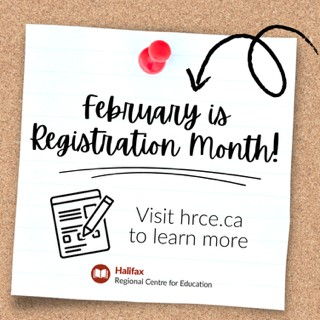 February is
Registration Month!
Visit hrce.ca
to learn more
Halifax
Regional Centre for Education